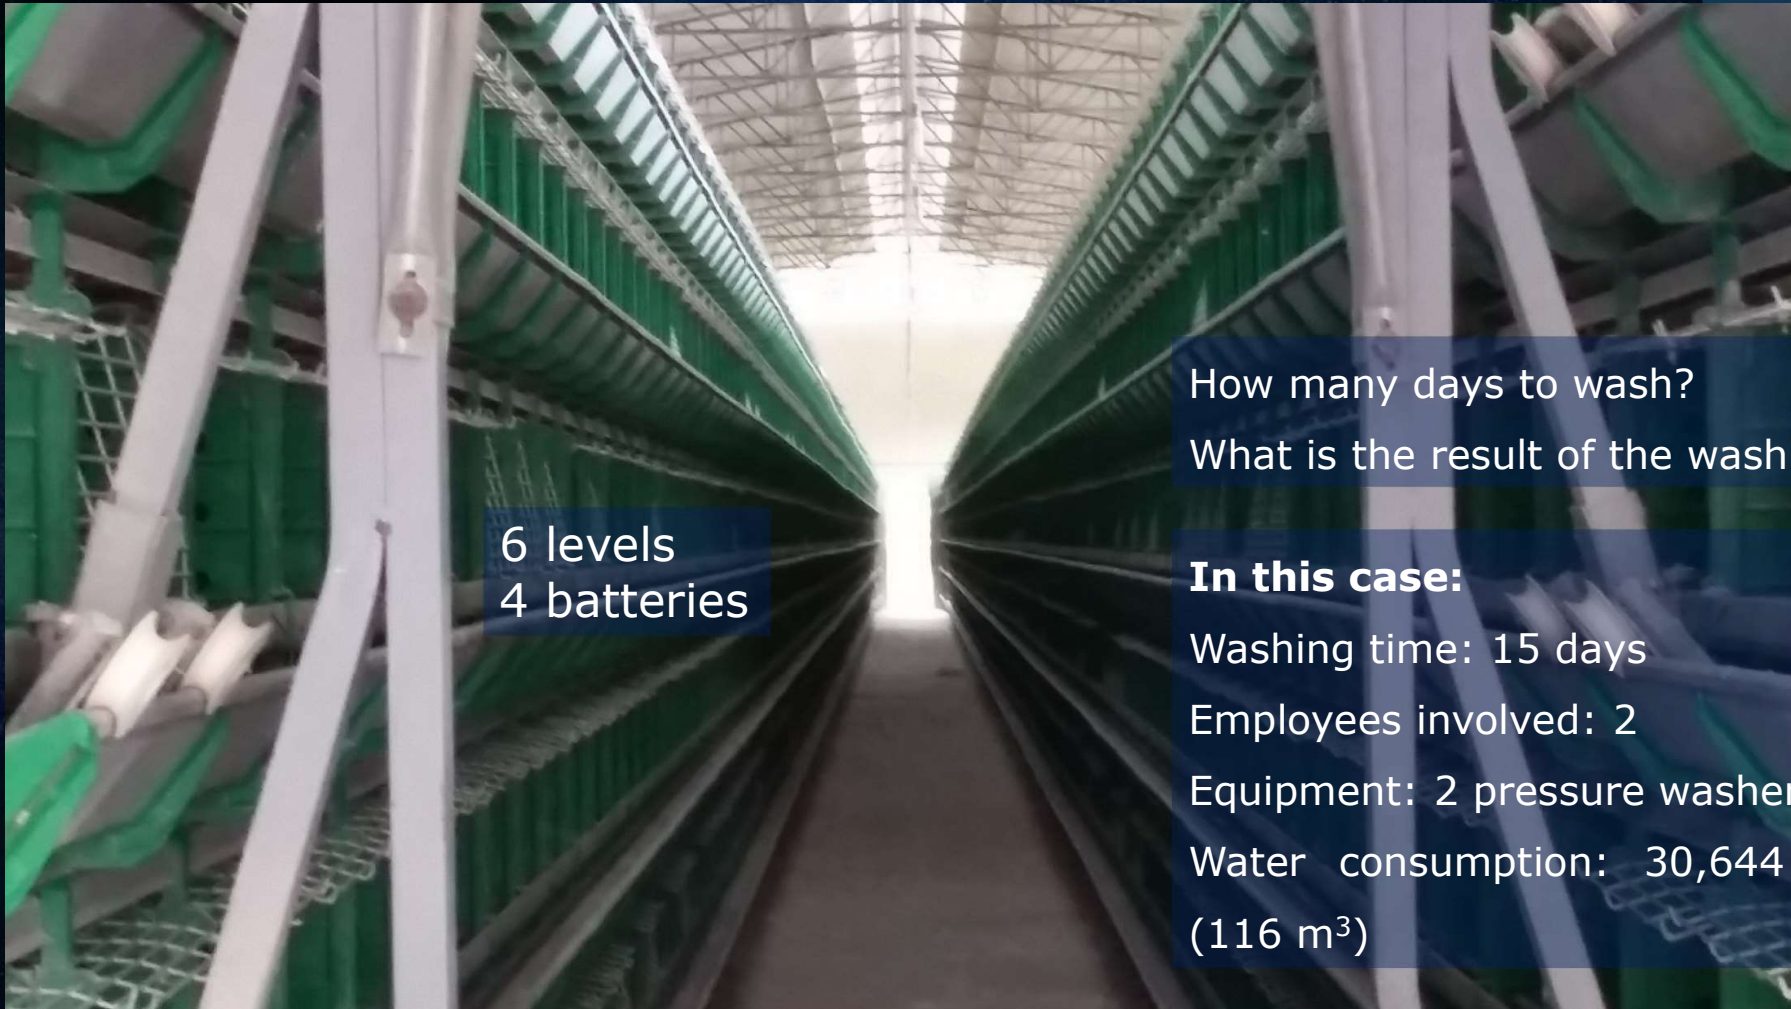 6 levels
4 batteries
How many days to wash?
What is the result of the wash
In this case:
Washing time: 15 days
Employees involved: 2
Equipment: 2 pressure washer
Water consumption: 30,644
(116 m³)